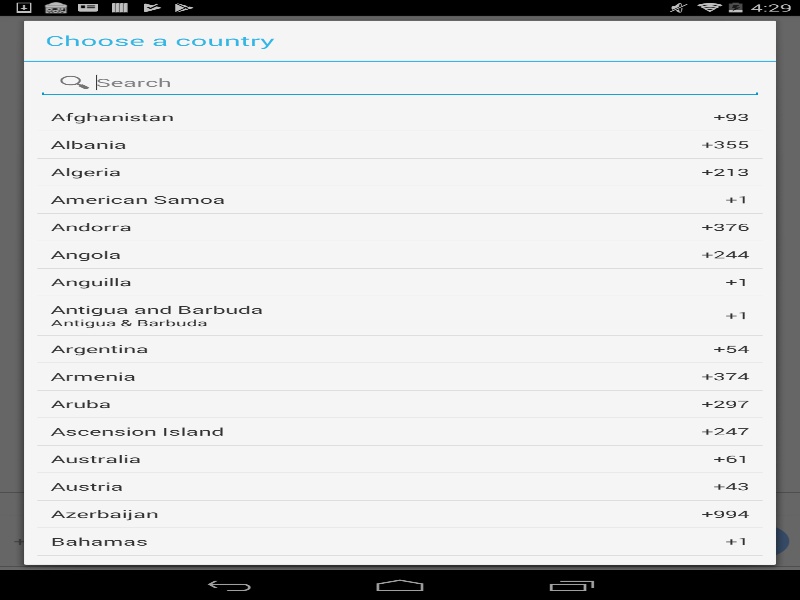 4:29
Choose a country
Search
Afghanistan +93
Albania +355
Algeria +213
American Samoa +1
Andorra +376
Angola +244
Anguilla +1
Antigua and Barbuda +1
Antigua & Barbuda
Argentina +54
Armenia +374
Aruba +297
Ascension Island +247
Australia +61
Austria +43
Azerbaijan +994
Bahamas +1
+